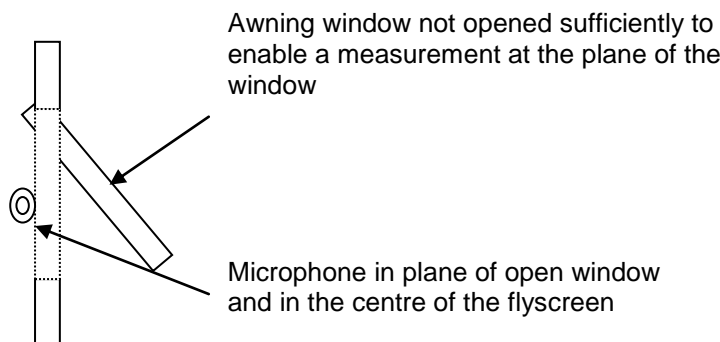 Awning window not opened sufficiently to
enable a measurement at the plane of the
window
Microphone in plane of open window
and in the centre of the flyscreen